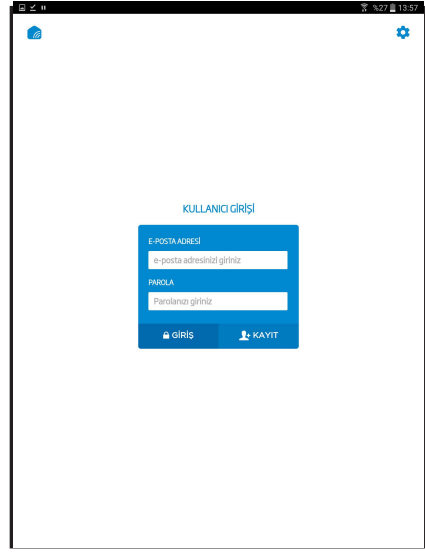 %27 13:57
KULLANICI GİRİŞİ
E-POSTA ADRESİ
e-posta adresinizi giriniz
PAROLA
Parolanızı giriniz
GİRİŞ KAYIT